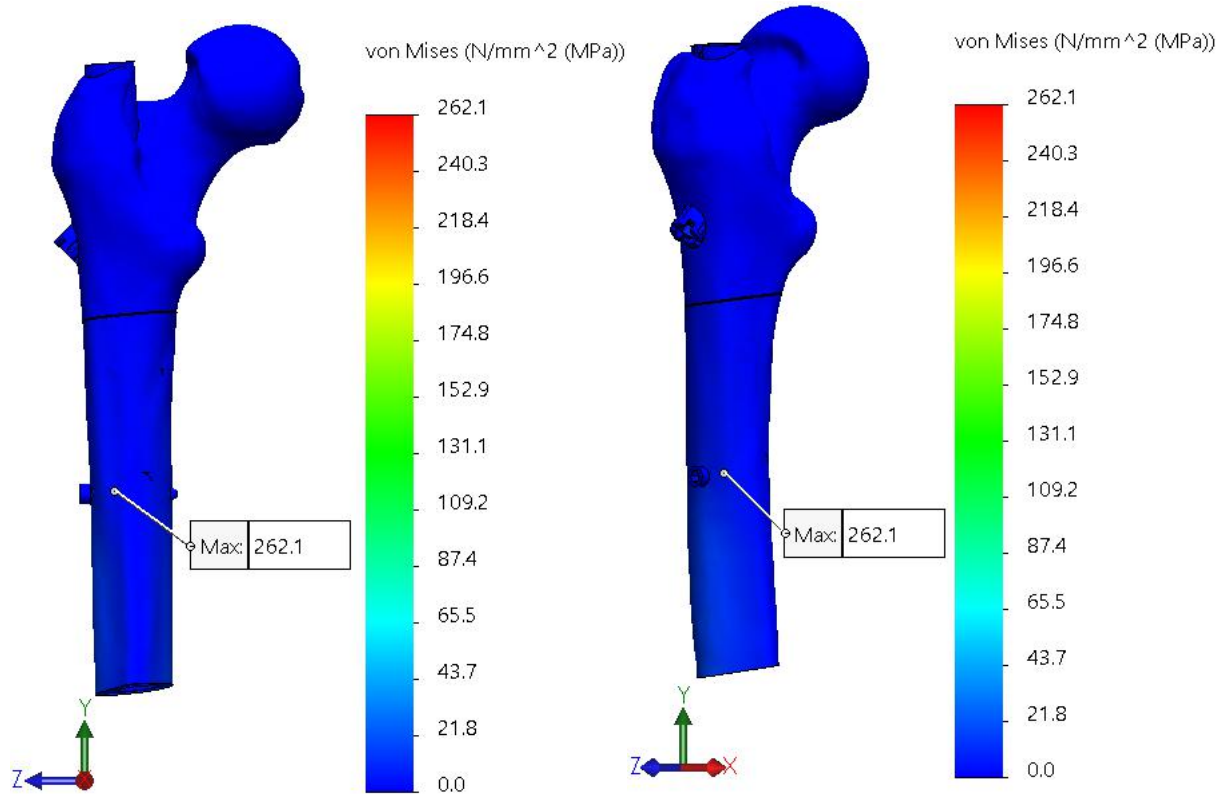 von Mises (N/mm^2 (MPa))
262.1
240.3
218.4
196.6
174.8
152.9
131.1
109.2
87.4
65.5
43.7
21.8
0.0
Max: 262.1
Y
Z
X
von Mises (N/mm^2 (MPa))
262.1
240.3
218.4
196.6
174.8
152.9
131.1
109.2
87.4
65.5
43.7
21.8
0.0
Max: 262.1
Y
Z
X